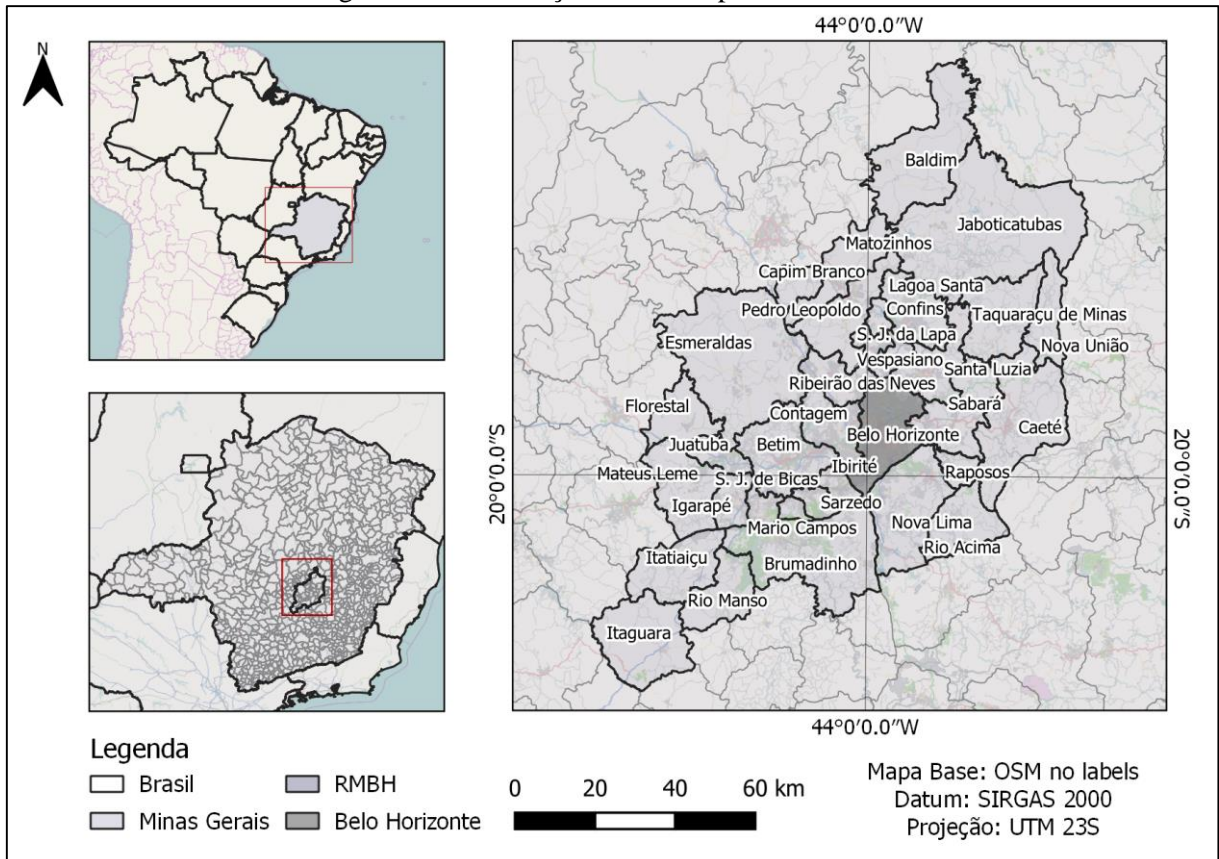 N
44°0′0.0″W
Baldim
Jaboticatubas
Matozinhos
Capim Branco
Lagoa Santa
Pedro Leopoldo
Confins
Taquaraçu de Minas
S. J. da Lapa
Esmeraldas
Nova União
Vespasiano
Santa Luzia
Ribeirão das Neves
Florestal
Contagem
Sabará
Caeté
Belo Horizonte
Juatuba
Betim
20°0′0.0″S
20°0′0.0″S
Mateus Leme
Ibirité
Raposos
S. J. de Bicas
Igarapé
Sarzedo
Nova Lima
Mario Campos
Rio Acima
Itatiaiçu
Brumadinho
Rio Manso
Itaguara
44°0′0.0″W
Legenda
Brasil
RMBH
Minas Gerais
Belo Horizonte
0 20 40 60 km
Mapa Base: OSM no labels
Datum: SIRGAS 2000
Projeção: UTM 23S